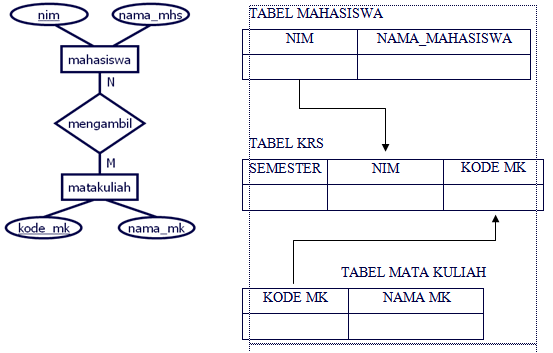 nim
nama_mhs
mahasiswa
N
mengambil
M
matakuliah
kode_mk
nama_mk
TABEL MAHASISWA
NIM
NAMA_MAHASISWA
TABEL KRS
SEMESTER
NIM
KODE MK
TABEL MATA KULIAH
KODE MK
NAMA MK